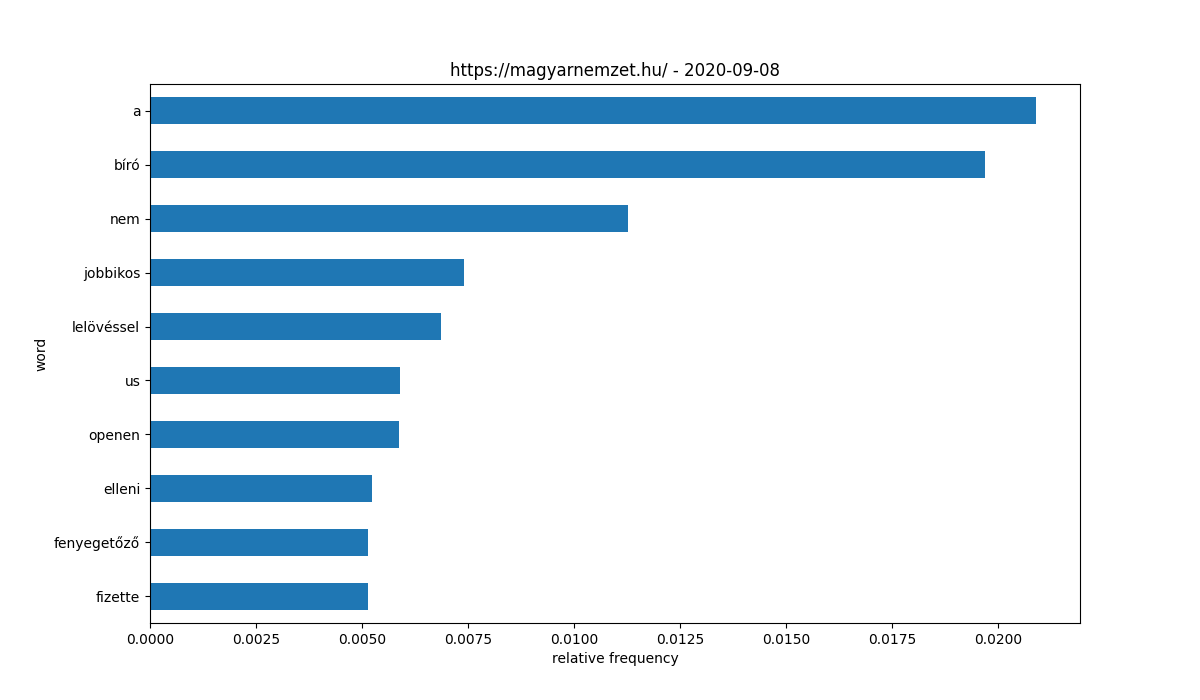 https://magyarnemzet.hu/ - 2020-09-08
a
bíró
nem
jobbikos
lelövéssel
us
openen
elleni
fenyegetőző
fizette
word
0.0000 0.0025 0.0050 0.0075 0.0100 0.0125 0.0150 0.0175 0.0200
relative frequency